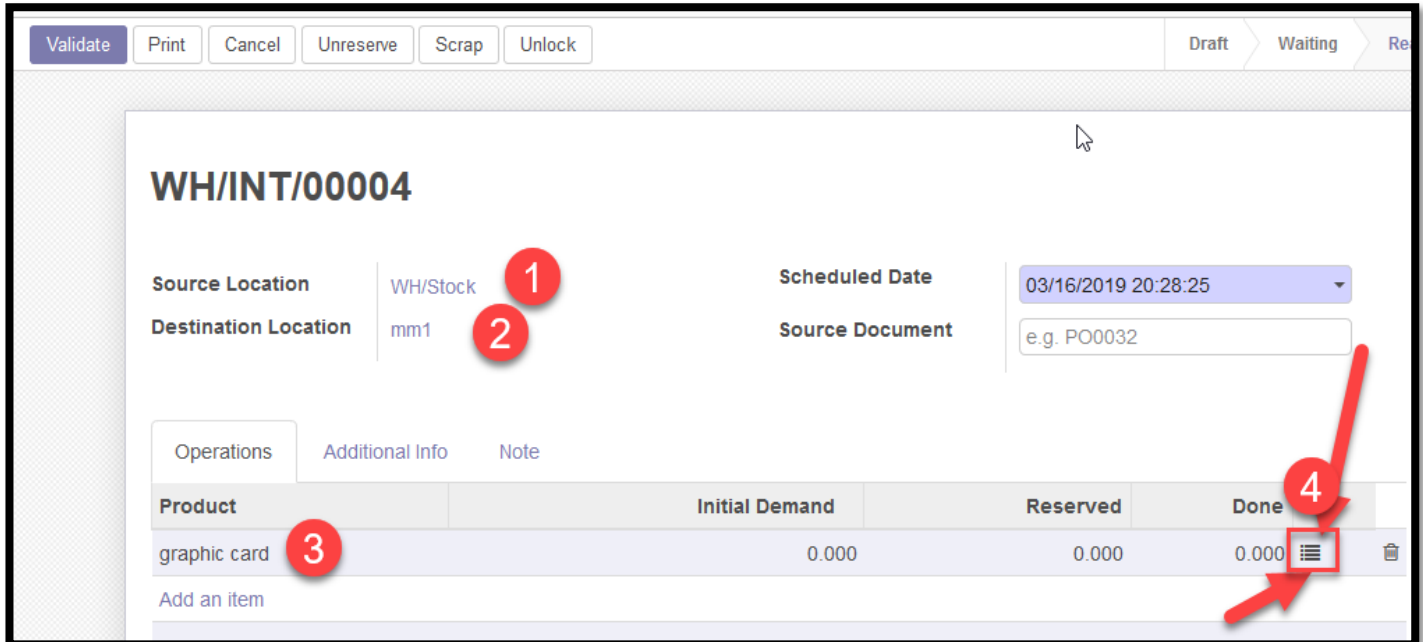 Validate Print Cancel Unreserve Scrap Unlock Draft Waiting Rea
WH/INT/00004
Source Location WH/Stock 1 Scheduled Date 03/16/2019 20:28:25
Destination Location mm1 2 Source Document e.g. PO0032
Operations Additional Info Note
4
Product Initial Demand Reserved Done
graphic card 3 0.000 0.000 0.000
Add an item